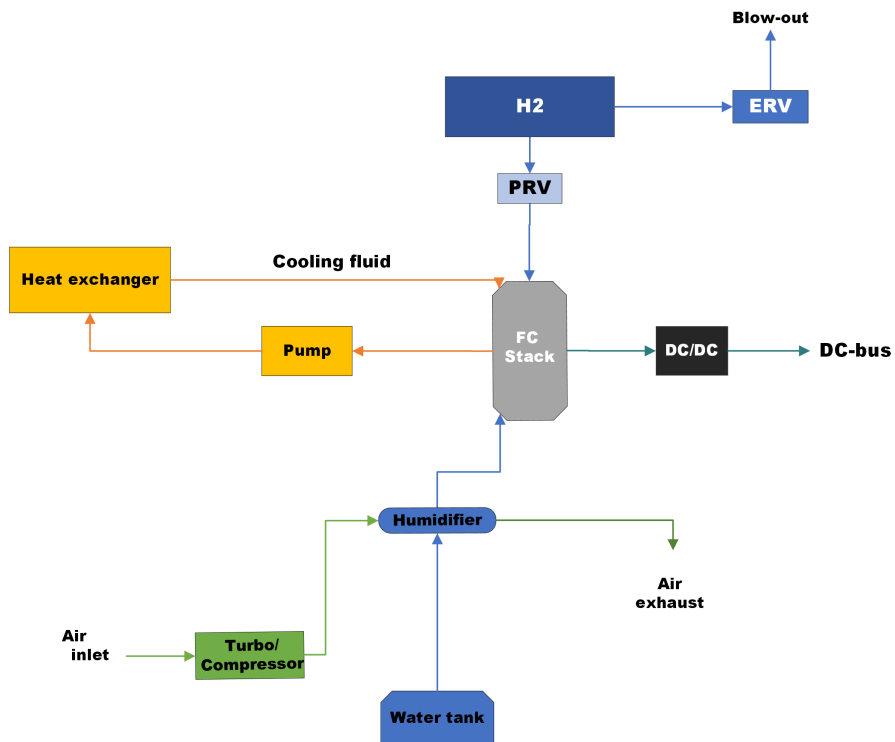 Blow-out
H2
ERV
PRV
Cooling fluid
Heat exchanger
FC
Stack
Pump
DC/DC
DC-bus
Humidifier
Air
exhaust
Air
inlet
Turbo/
Compressor
Water tank